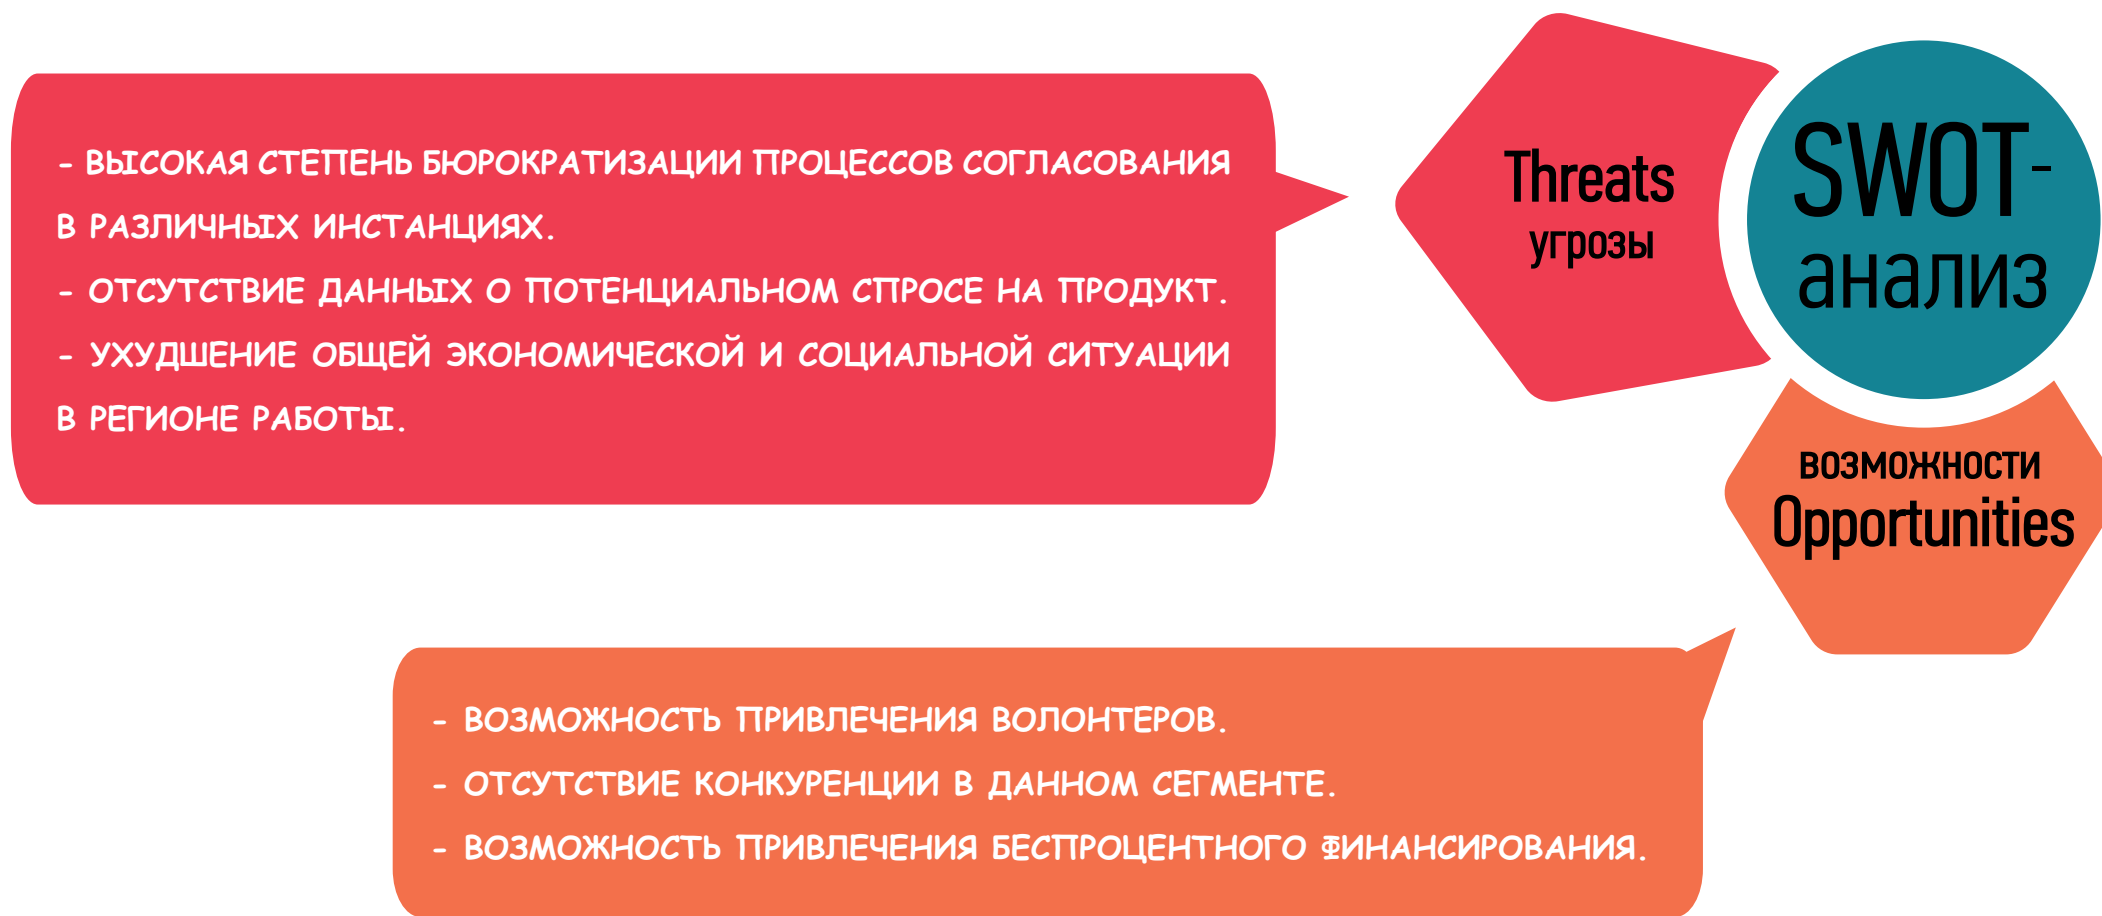 - ВЫСОКАЯ СТЕПЕНЬ БЮРОКРАТИЗАЦИИ ПРОЦЕССОВ СОГЛАСОВАНИЯ
В РАЗЛИЧНЫХ ИНСТАНЦИЯХ.
- ОТСУТСТВИЕ ДАННЫХ О ПОТЕНЦИАЛЬНОМ СПРОСЕ НА ПРОДУКТ.
- УХУДШЕНИЕ ОБЩЕЙ ЭКОНОМИЧЕСКОЙ И СОЦИАЛЬНОЙ СИТУАЦИИ
В РЕГИОНЕ РАБОТЫ.
Threats
угрозы
SWOT-
анализ
возможности
Opportunities
- ВОЗМОЖНОСТЬ ПРИВЛЕЧЕНИЯ ВОЛОНТЕРОВ.
- ОТСУТСТВИЕ КОНКУРЕНЦИИ В ДАННОМ СЕГМЕНТЕ.
- ВОЗМОЖНОСТЬ ПРИВЛЕЧЕНИЯ БЕСПРОЦЕНТНОГО ФИНАНСИРОВАНИЯ.